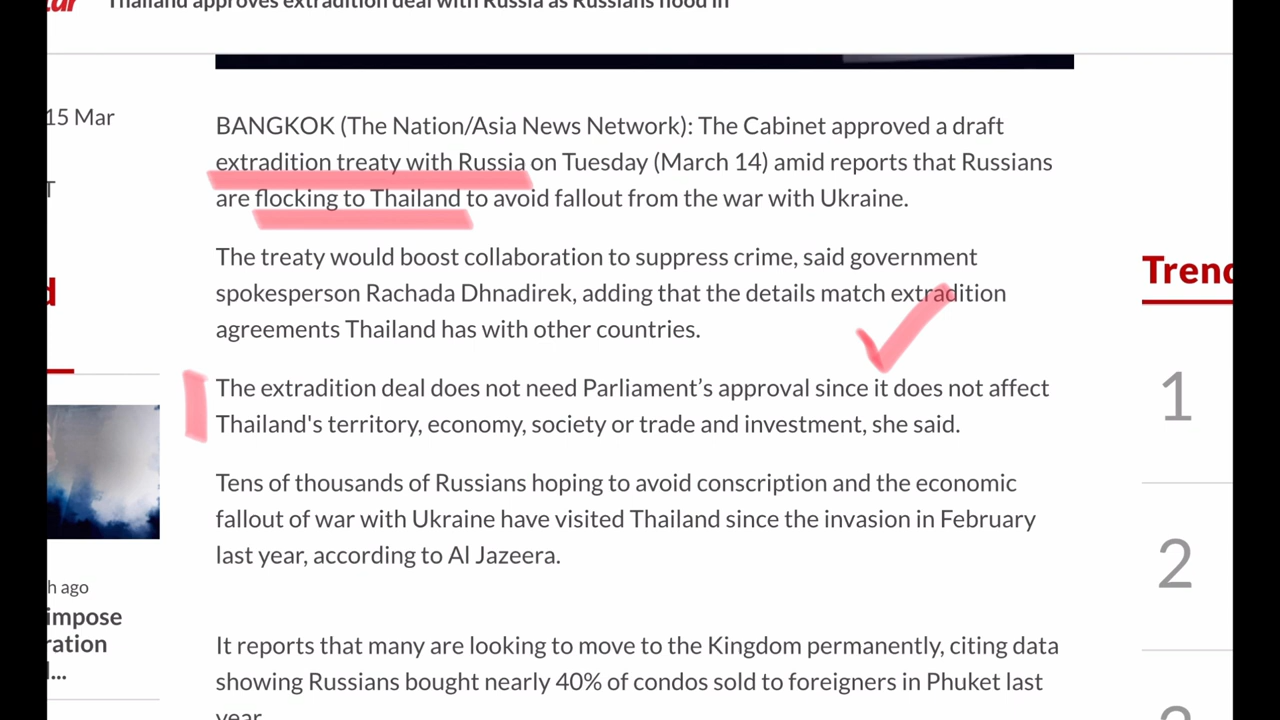 Thailand approves extradition deal with Russia as Russians flood in
15 Mar
BANGKOK (The Nation/Asia News Network): The Cabinet approved a draft
extradition treaty with Russia on Tuesday (March 14) amid reports that Russians
are flocking to Thailand to avoid fallout from the war with Ukraine.
The treaty would boost collaboration to suppress crime, said government
spokesperson Rachada Dhnadirek, adding that the details match extradition
agreements Thailand has with other countries.
The extradition deal does not need Parliament’s approval since it does not affect
Thailand's territory, economy, society or trade and investment, she said.
Tens of thousands of Russians hoping to avoid conscription and the economic
fallout of war with Ukraine have visited Thailand since the invasion in February
last year, according to Al Jazeera.
It reports that many are looking to move to the Kingdom permanently, citing data
showing Russians bought nearly 40% of condos sold to foreigners in Phuket last
year
h ago
impose
ration
Trend
1
2
3